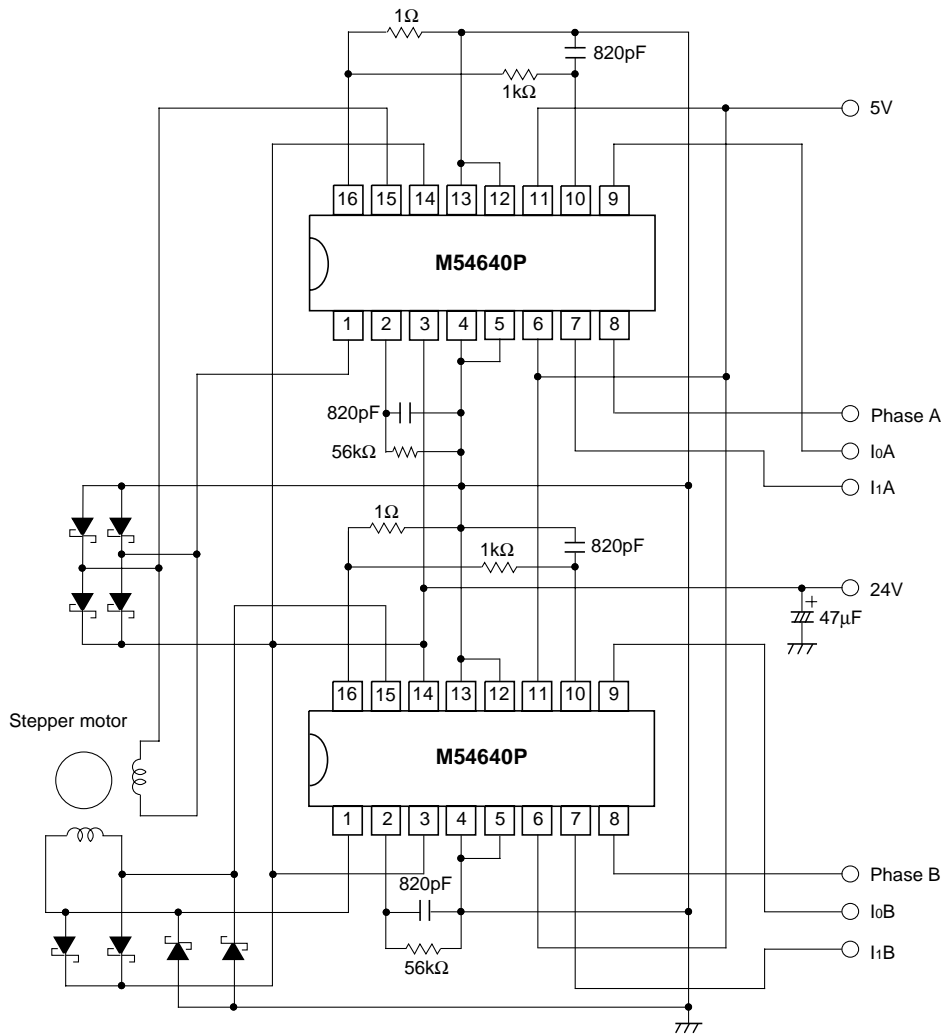 1Ω
820pF
1kΩ
5V
16 15 14 13 12 11 10 9
M54640P
1 2 3 4 5 6 7 8
820pF
Phase A
56kΩ
I0A
I1A
1Ω
1kΩ
820pF
24V
+
47μF
16 15 14 13 12 11 10 9
Stepper motor
M54640P
1 2 3 4 5 6 7 8
820pF
Phase B
I0B
56kΩ
I1B